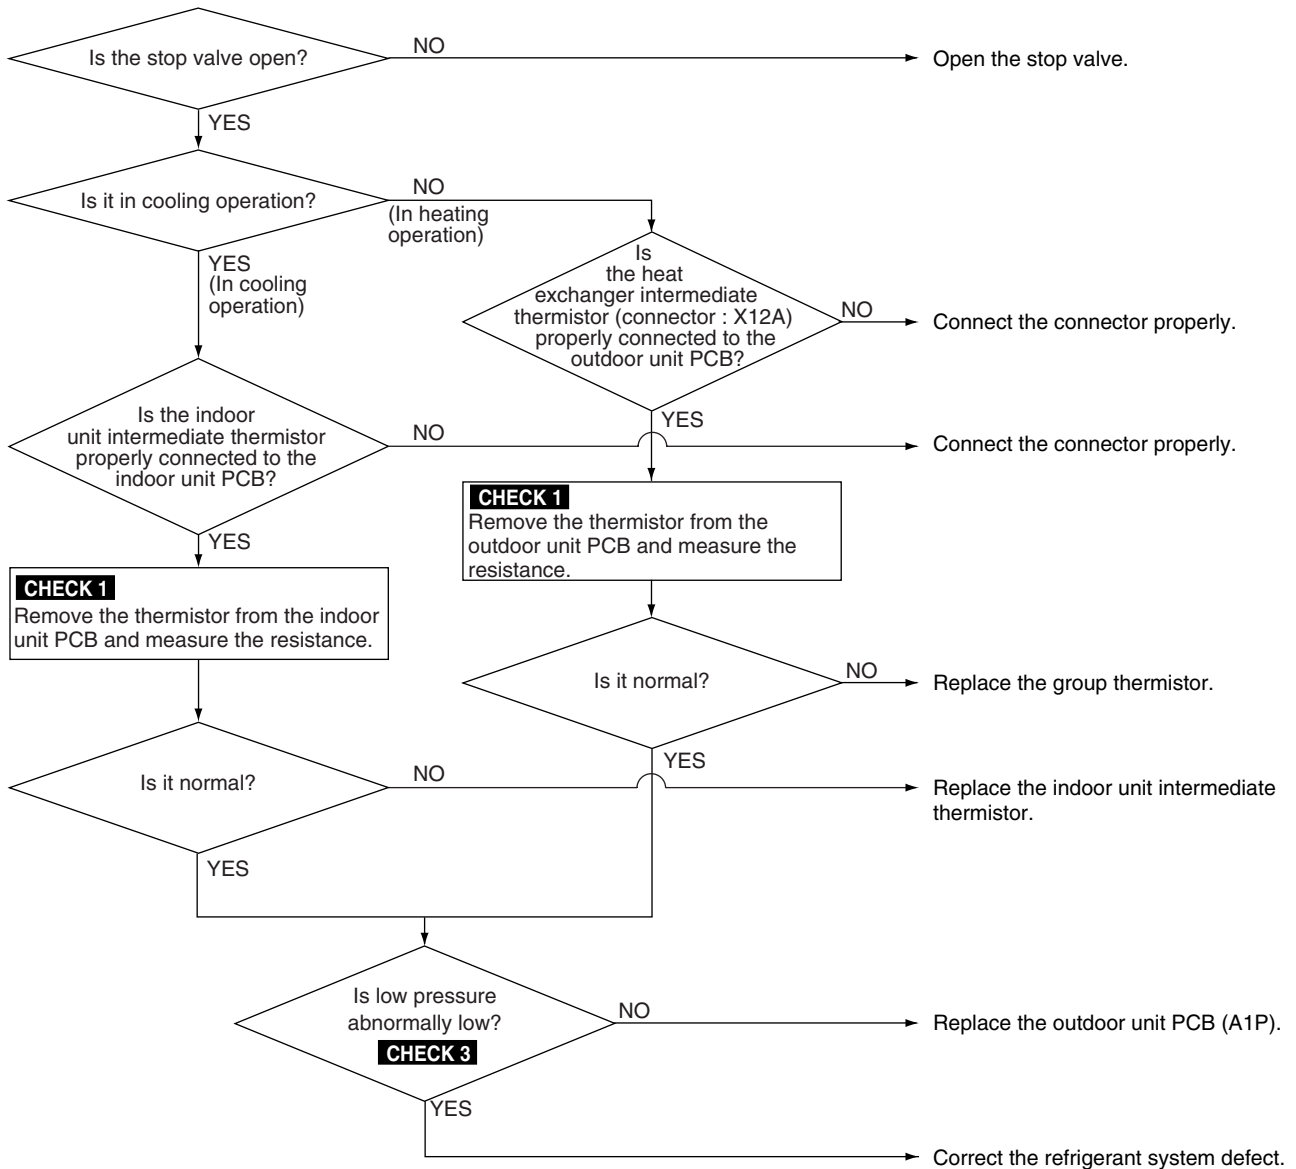 Is the stop valve open?
NO
Open the stop valve.
YES
Is it in cooling operation?
NO
(In heating
operation)
YES
(In cooling
operation)
Is
the heat
exchanger intermediate
thermistor (connector : X12A)
properly connected to the
outdoor unit PCB?
NO
Connect the connector properly.
YES
Is the indoor
unit intermediate thermistor
properly connected to the
indoor unit PCB?
NO
Connect the connector properly.
YES
CHECK 1
Remove the thermistor from the
outdoor unit PCB and measure the
resistance.
CHECK 1
Remove the thermistor from the indoor
unit PCB and measure the resistance.
Is it normal?
NO
Replace the group thermistor.
YES
Is it normal?
NO
Replace the indoor unit intermediate
thermistor.
YES
Is low pressure
abnormally low?
CHECK 3
NO
Replace the outdoor unit PCB (A1P).
YES
Correct the refrigerant system defect.